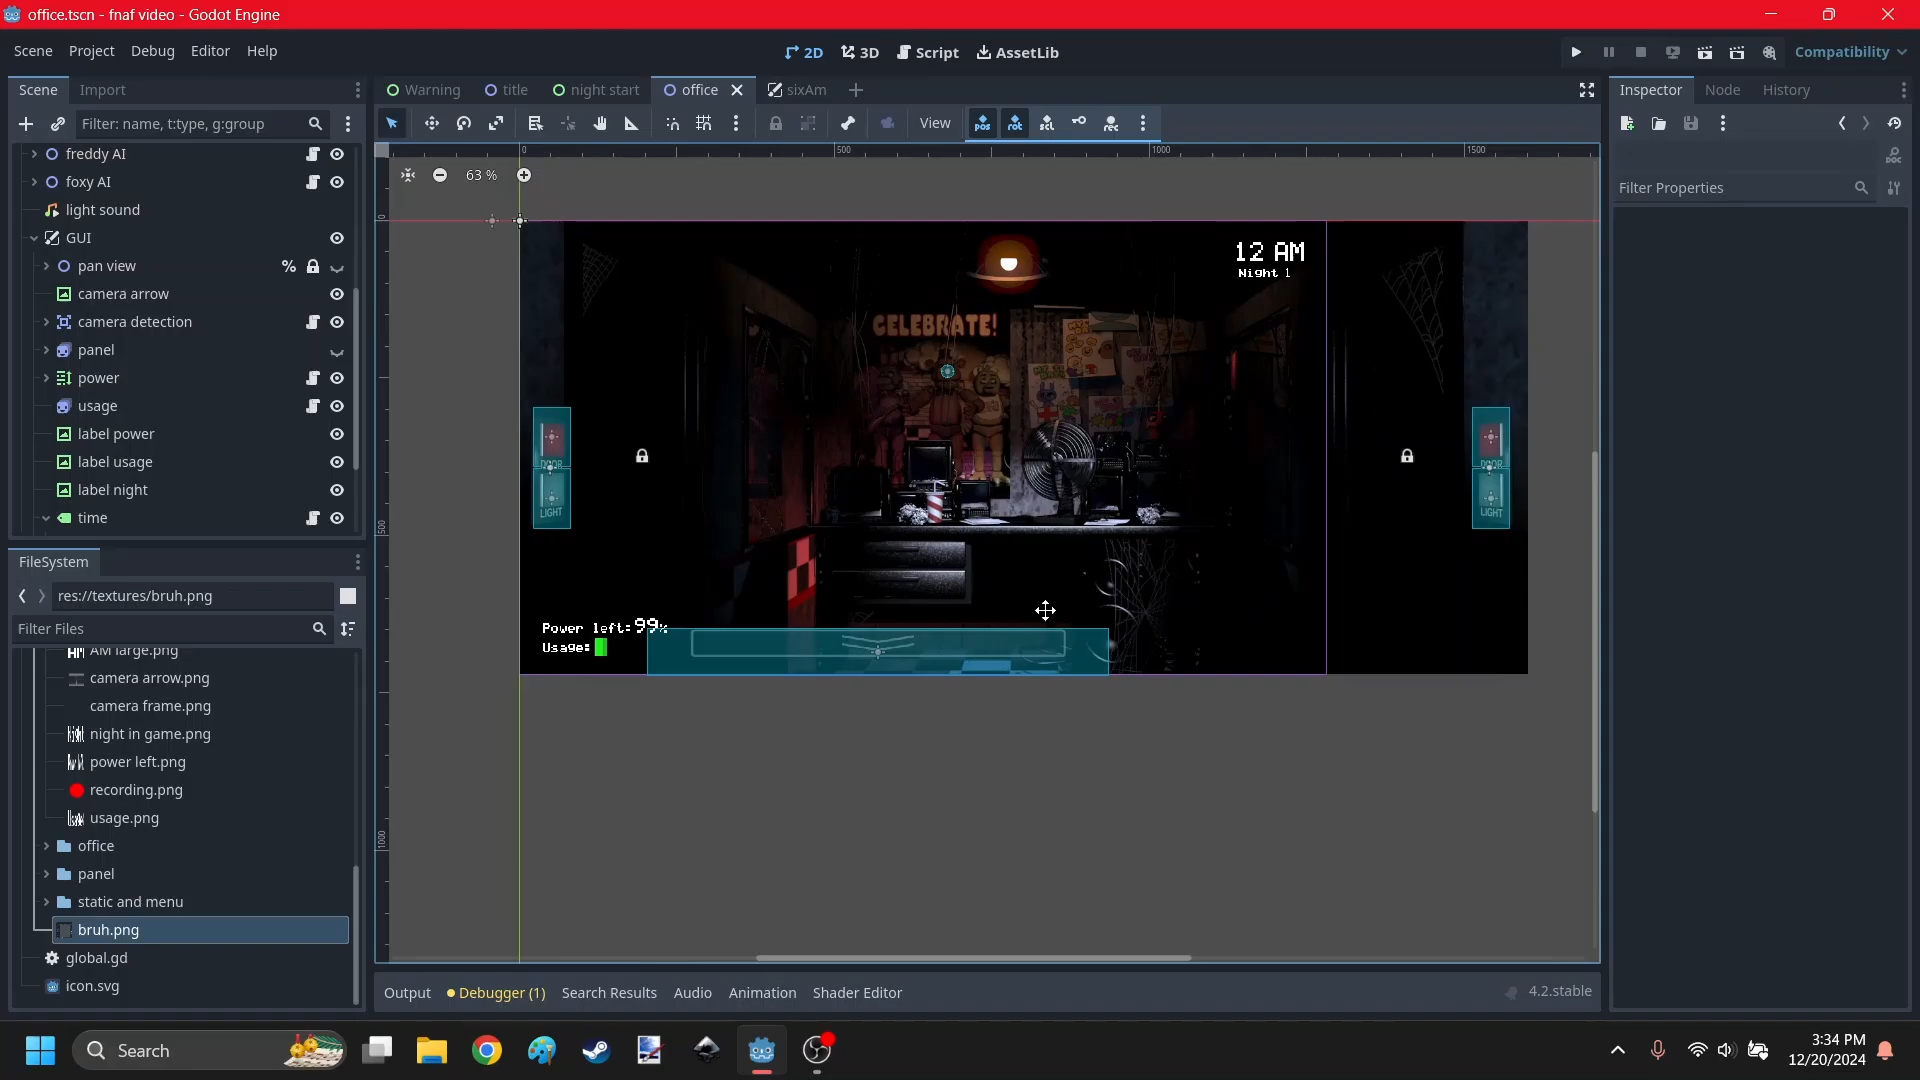 office.tscn - fnaf video - Godot Engine
Scene Project Debug Editor Help
2D 3D Script AssetLib
Compatibility
Scene Import
Warning title night start office sixAm
Inspector Node History
Filter: name, t:type, g:group
View
63 %
0 500 1000 1500
0
500
1000
Filter Properties
freddy AI
foxy AI
light sound
GUI
pan view %
camera arrow
camera detection
panel
power
usage
label power
label usage
label night
time
12 AM
Night 1
CELEBRATE!
DOOR
LIGHT
DOOR
LIGHT
Power left:99%
Usage:
FileSystem
res://textures/bruh.png
Filter Files
AM large.png
camera arrow.png
camera frame.png
night in game.png
power left.png
recording.png
usage.png
office
panel
static and menu
bruh.png
global.gd
icon.svg
Output Debugger (1) Search Results Audio Animation Shader Editor
4.2.stable
Search
3:34 PM
12/20/2024